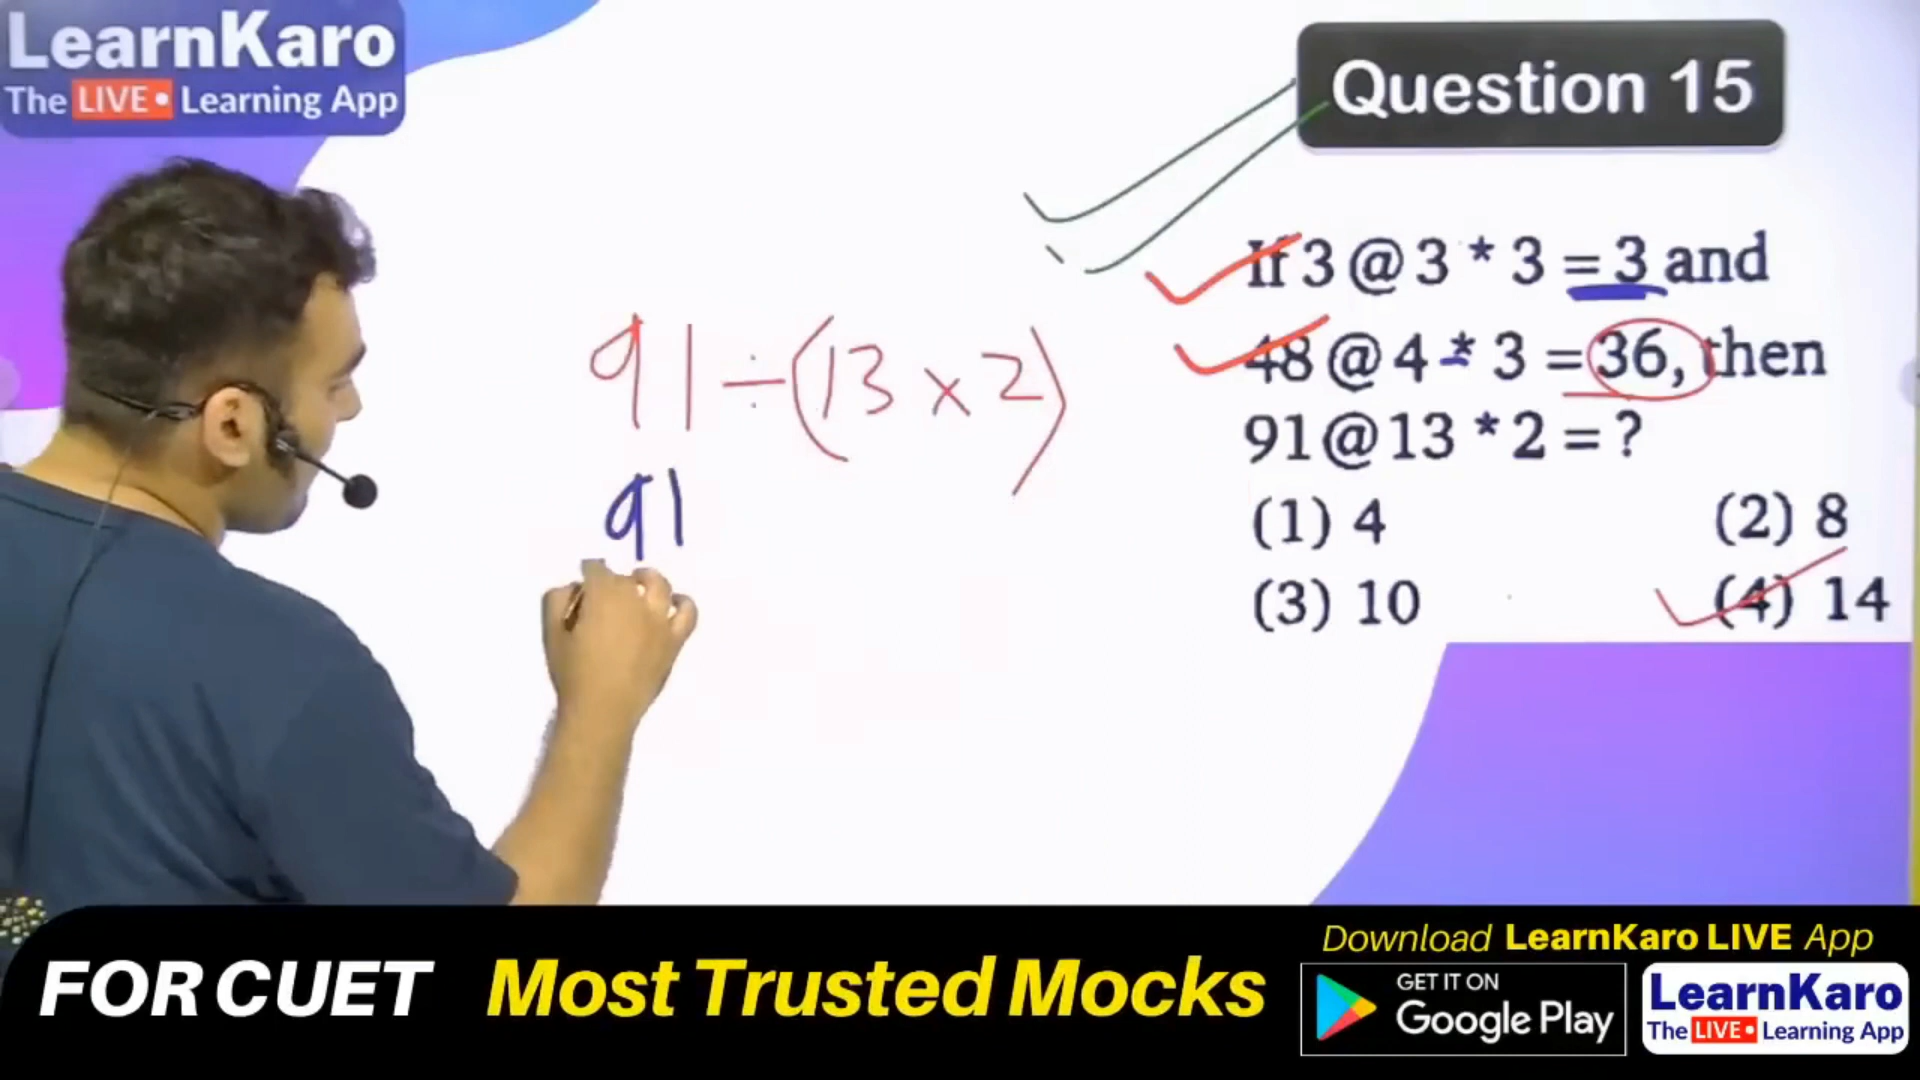 LearnKaro
The LIVE Learning App
Question 15
If 3 @ 3 * 3 = 3 and
48 @ 4 * 3 = 36, then
91 @ 13 * 2 = ?
(1) 4 (2) 8
(3) 10 (4) 14
91 ÷ (13 × 2)
91
FOR CUET Most Trusted Mocks
Download LearnKaro LIVE App
GET IT ON
Google Play
LearnKaro
The LIVE Learning App